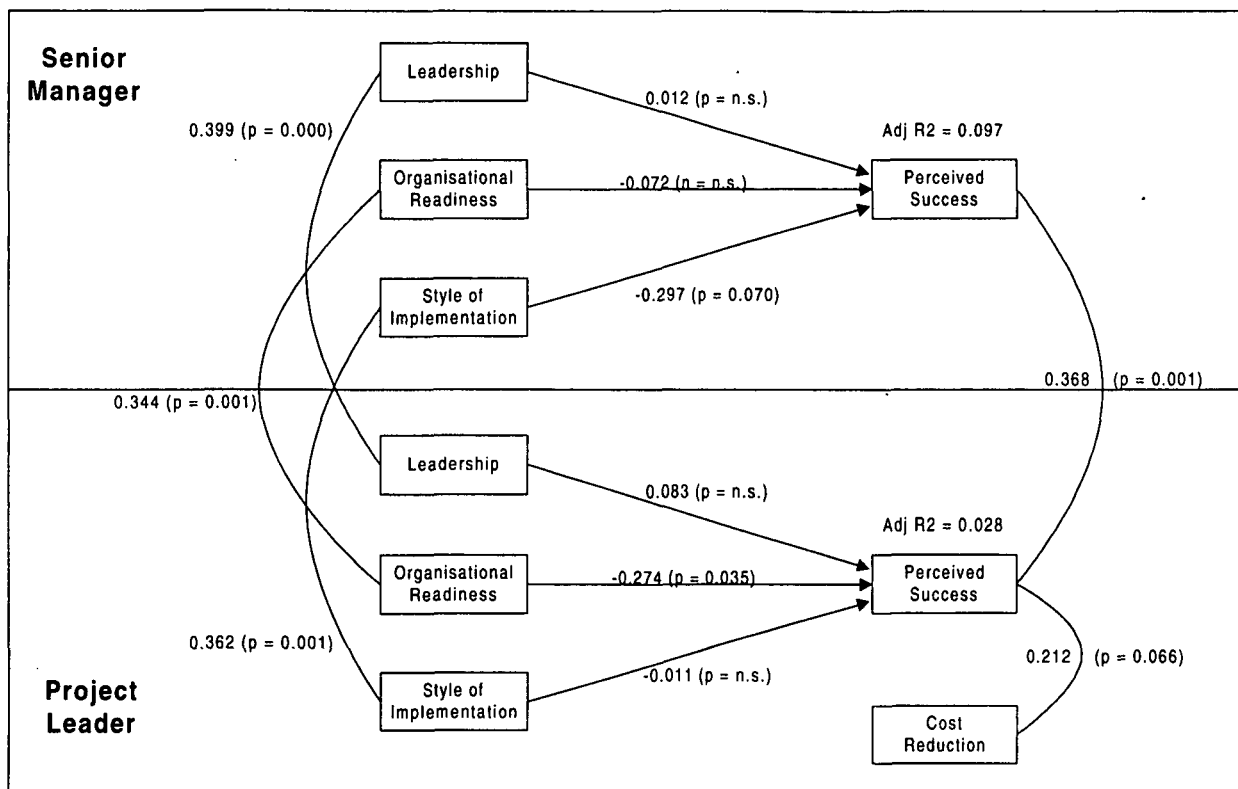 Senior
Manager
Leadership
0.012 (p = n.s.)
0.399 (p = 0.000)
Adj R2 = 0.097
Organisational
Readiness
-0.072 (n = n.s.)
Perceived
Success
Style of
Implementation
-0.297 (p = 0.070)
0.368 (p = 0.001)
0.344 (p = 0.001)
Leadership
0.083 (p = n.s.)
Adj R2 = 0.028
Organisational
Readiness
-0.274 (p = 0.035)
Perceived
Success
0.362 (p = 0.001)
0.212 (p = 0.066)
-0.011 (p = n.s.)
Project
Leader
Style of
Implementation
Cost
Reduction